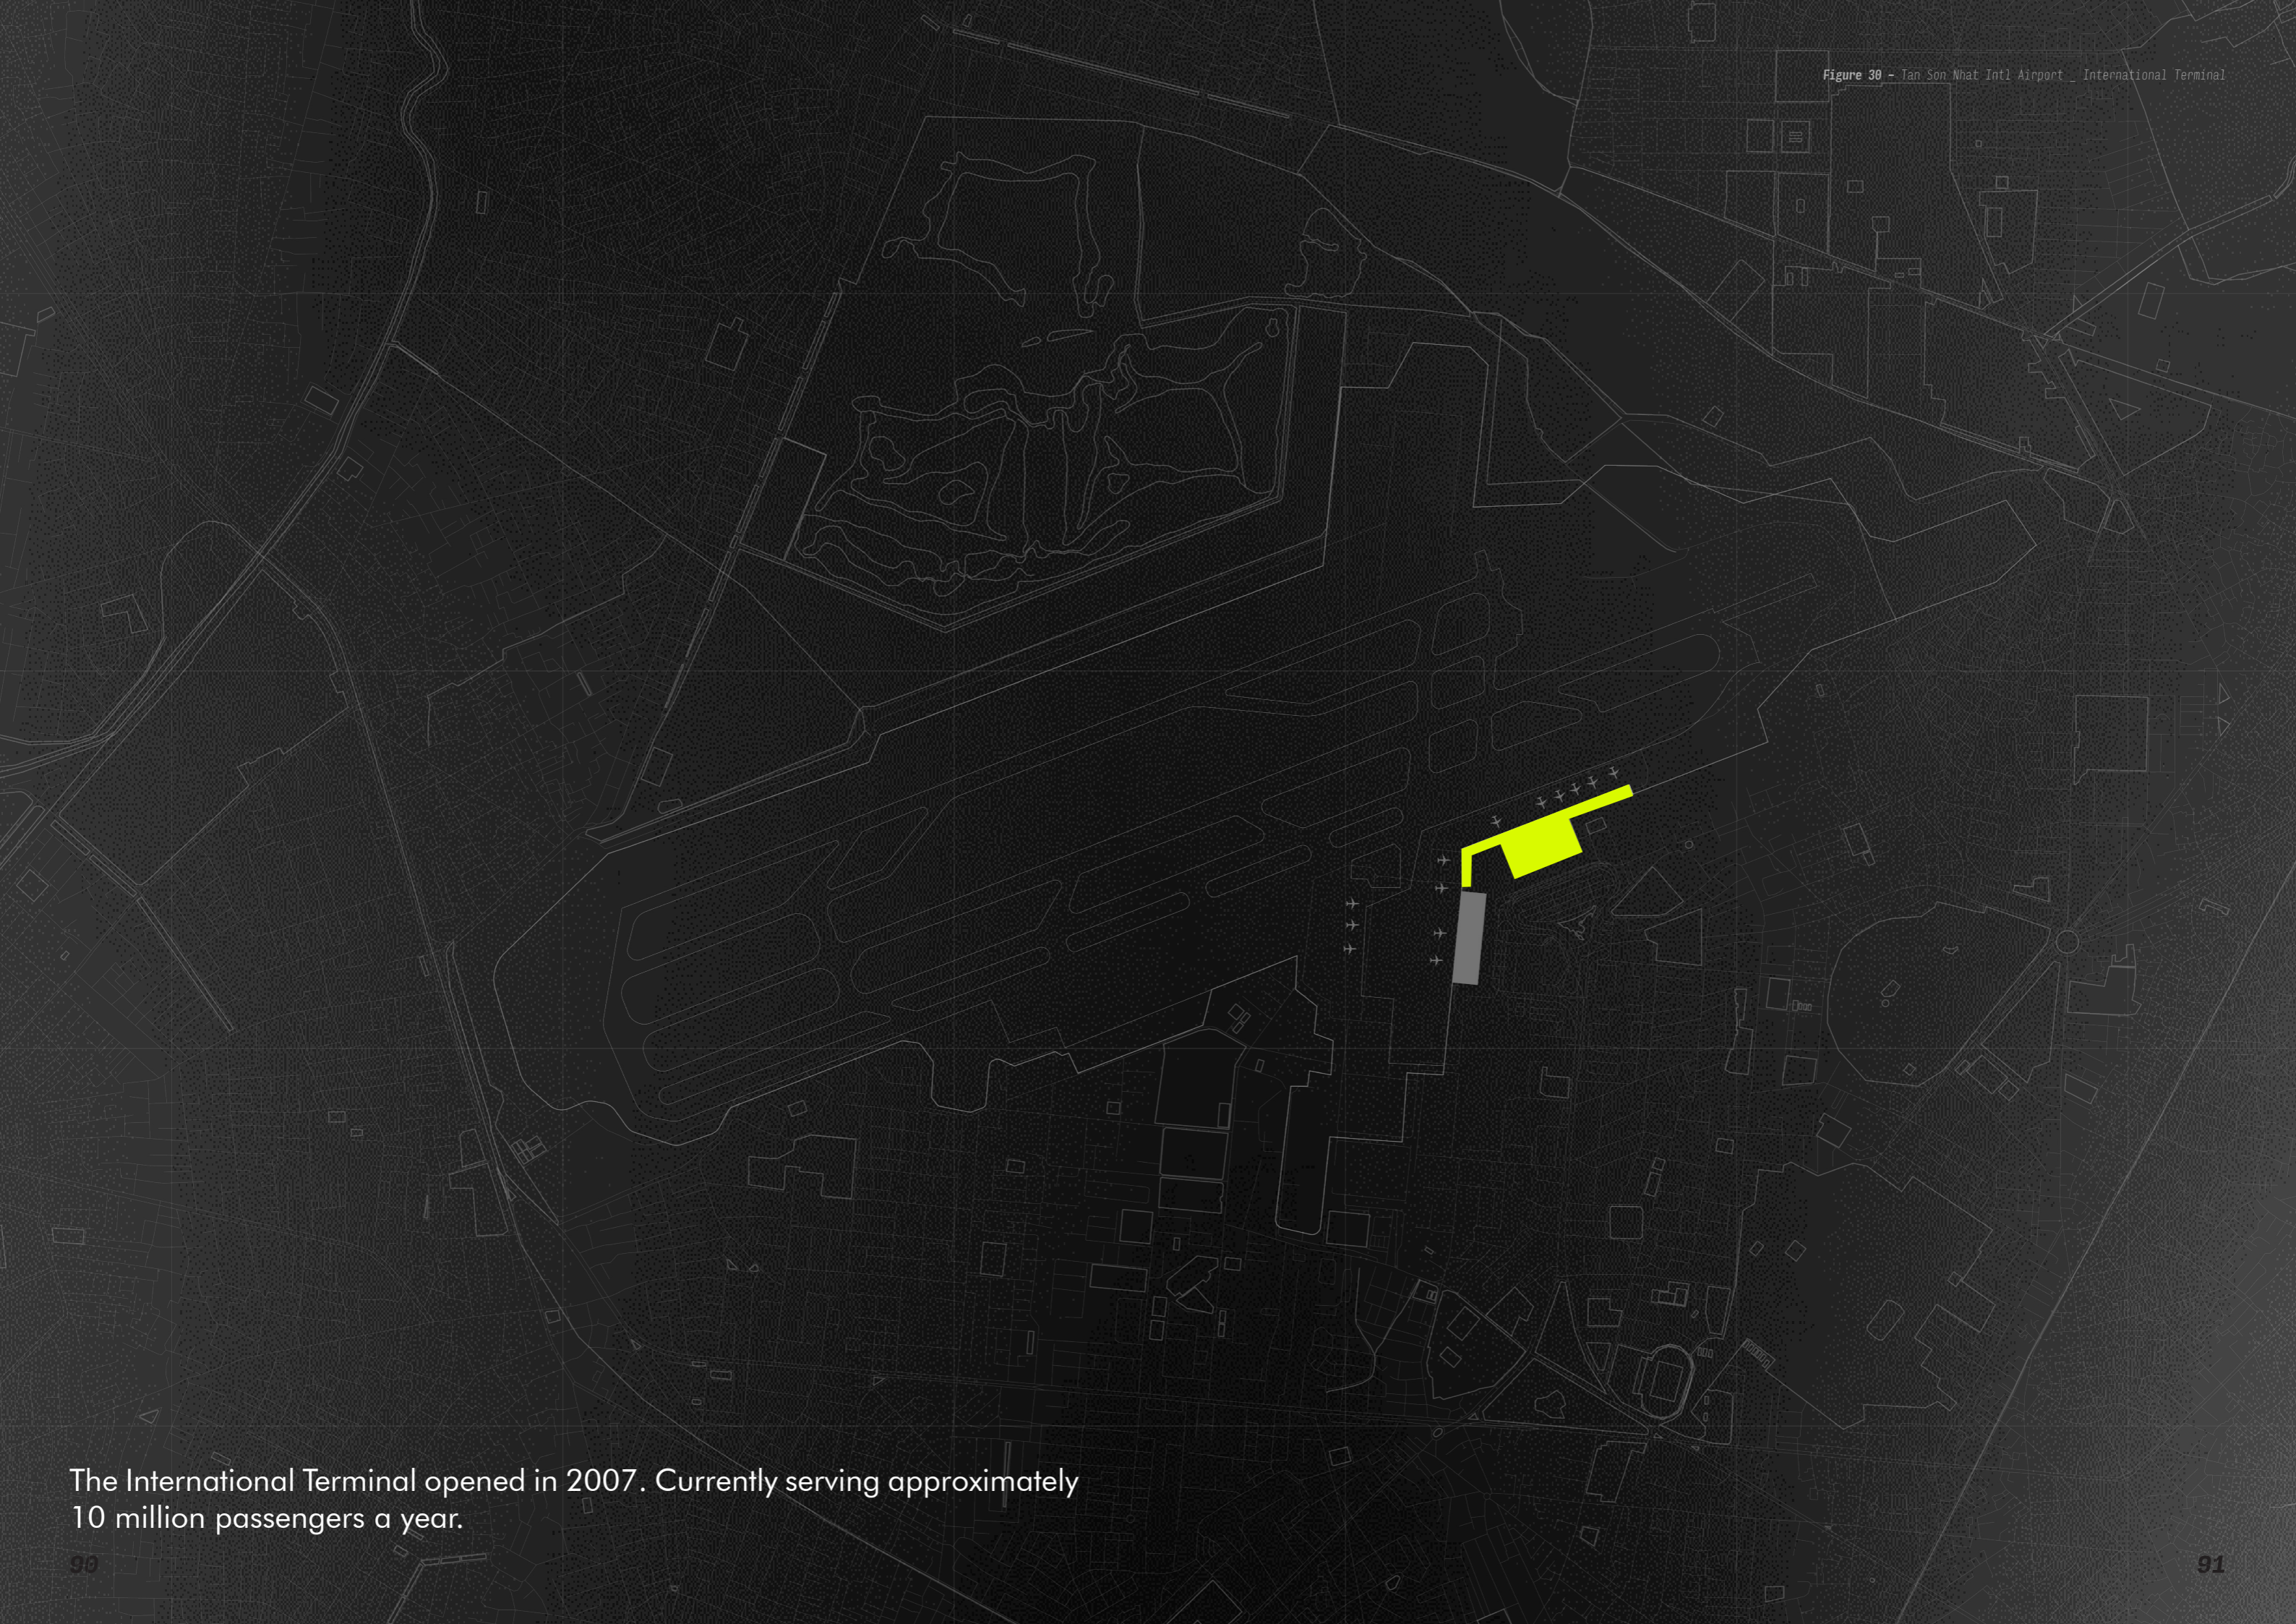 Figure 30 - Tan Son Nhat Intl Airport _ International Terminal
The International Terminal opened in 2007. Currently serving approximately
10 million passengers a year.
90
91